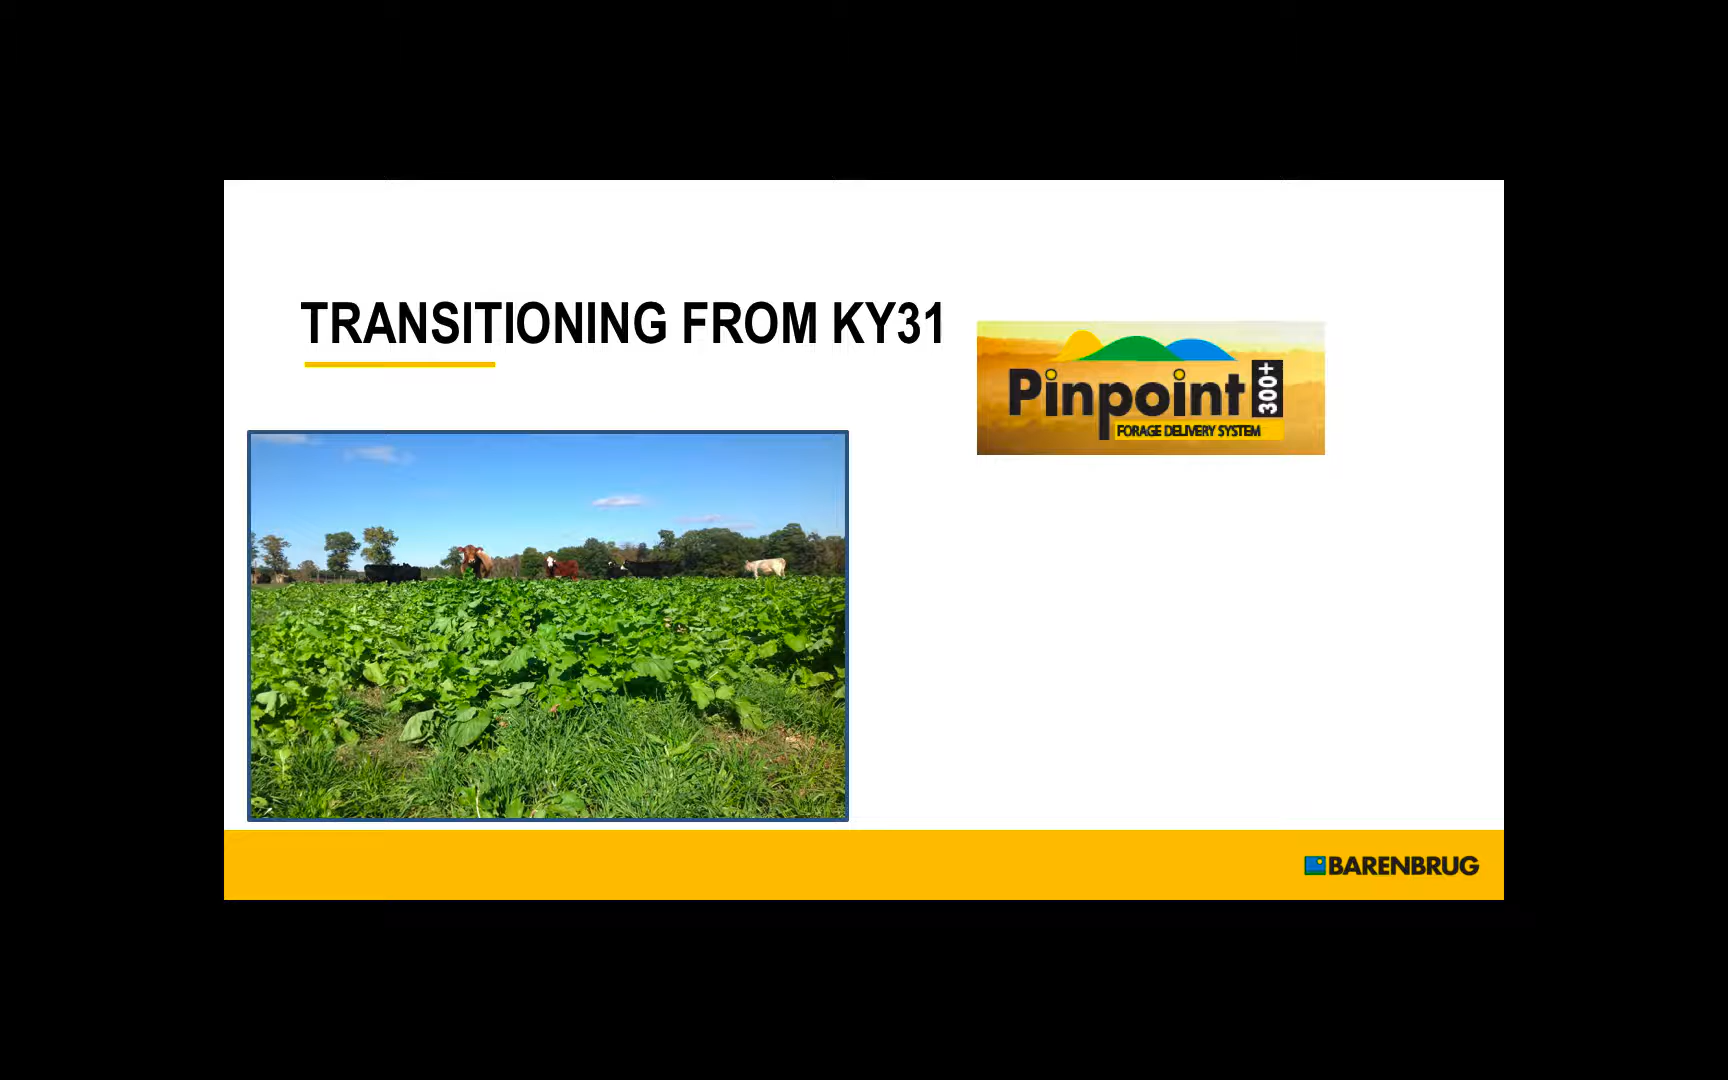 TRANSITIONING FROM KY31
Pinpoint 300+
FORAGE DELIVERY SYSTEM
BARENBRUG